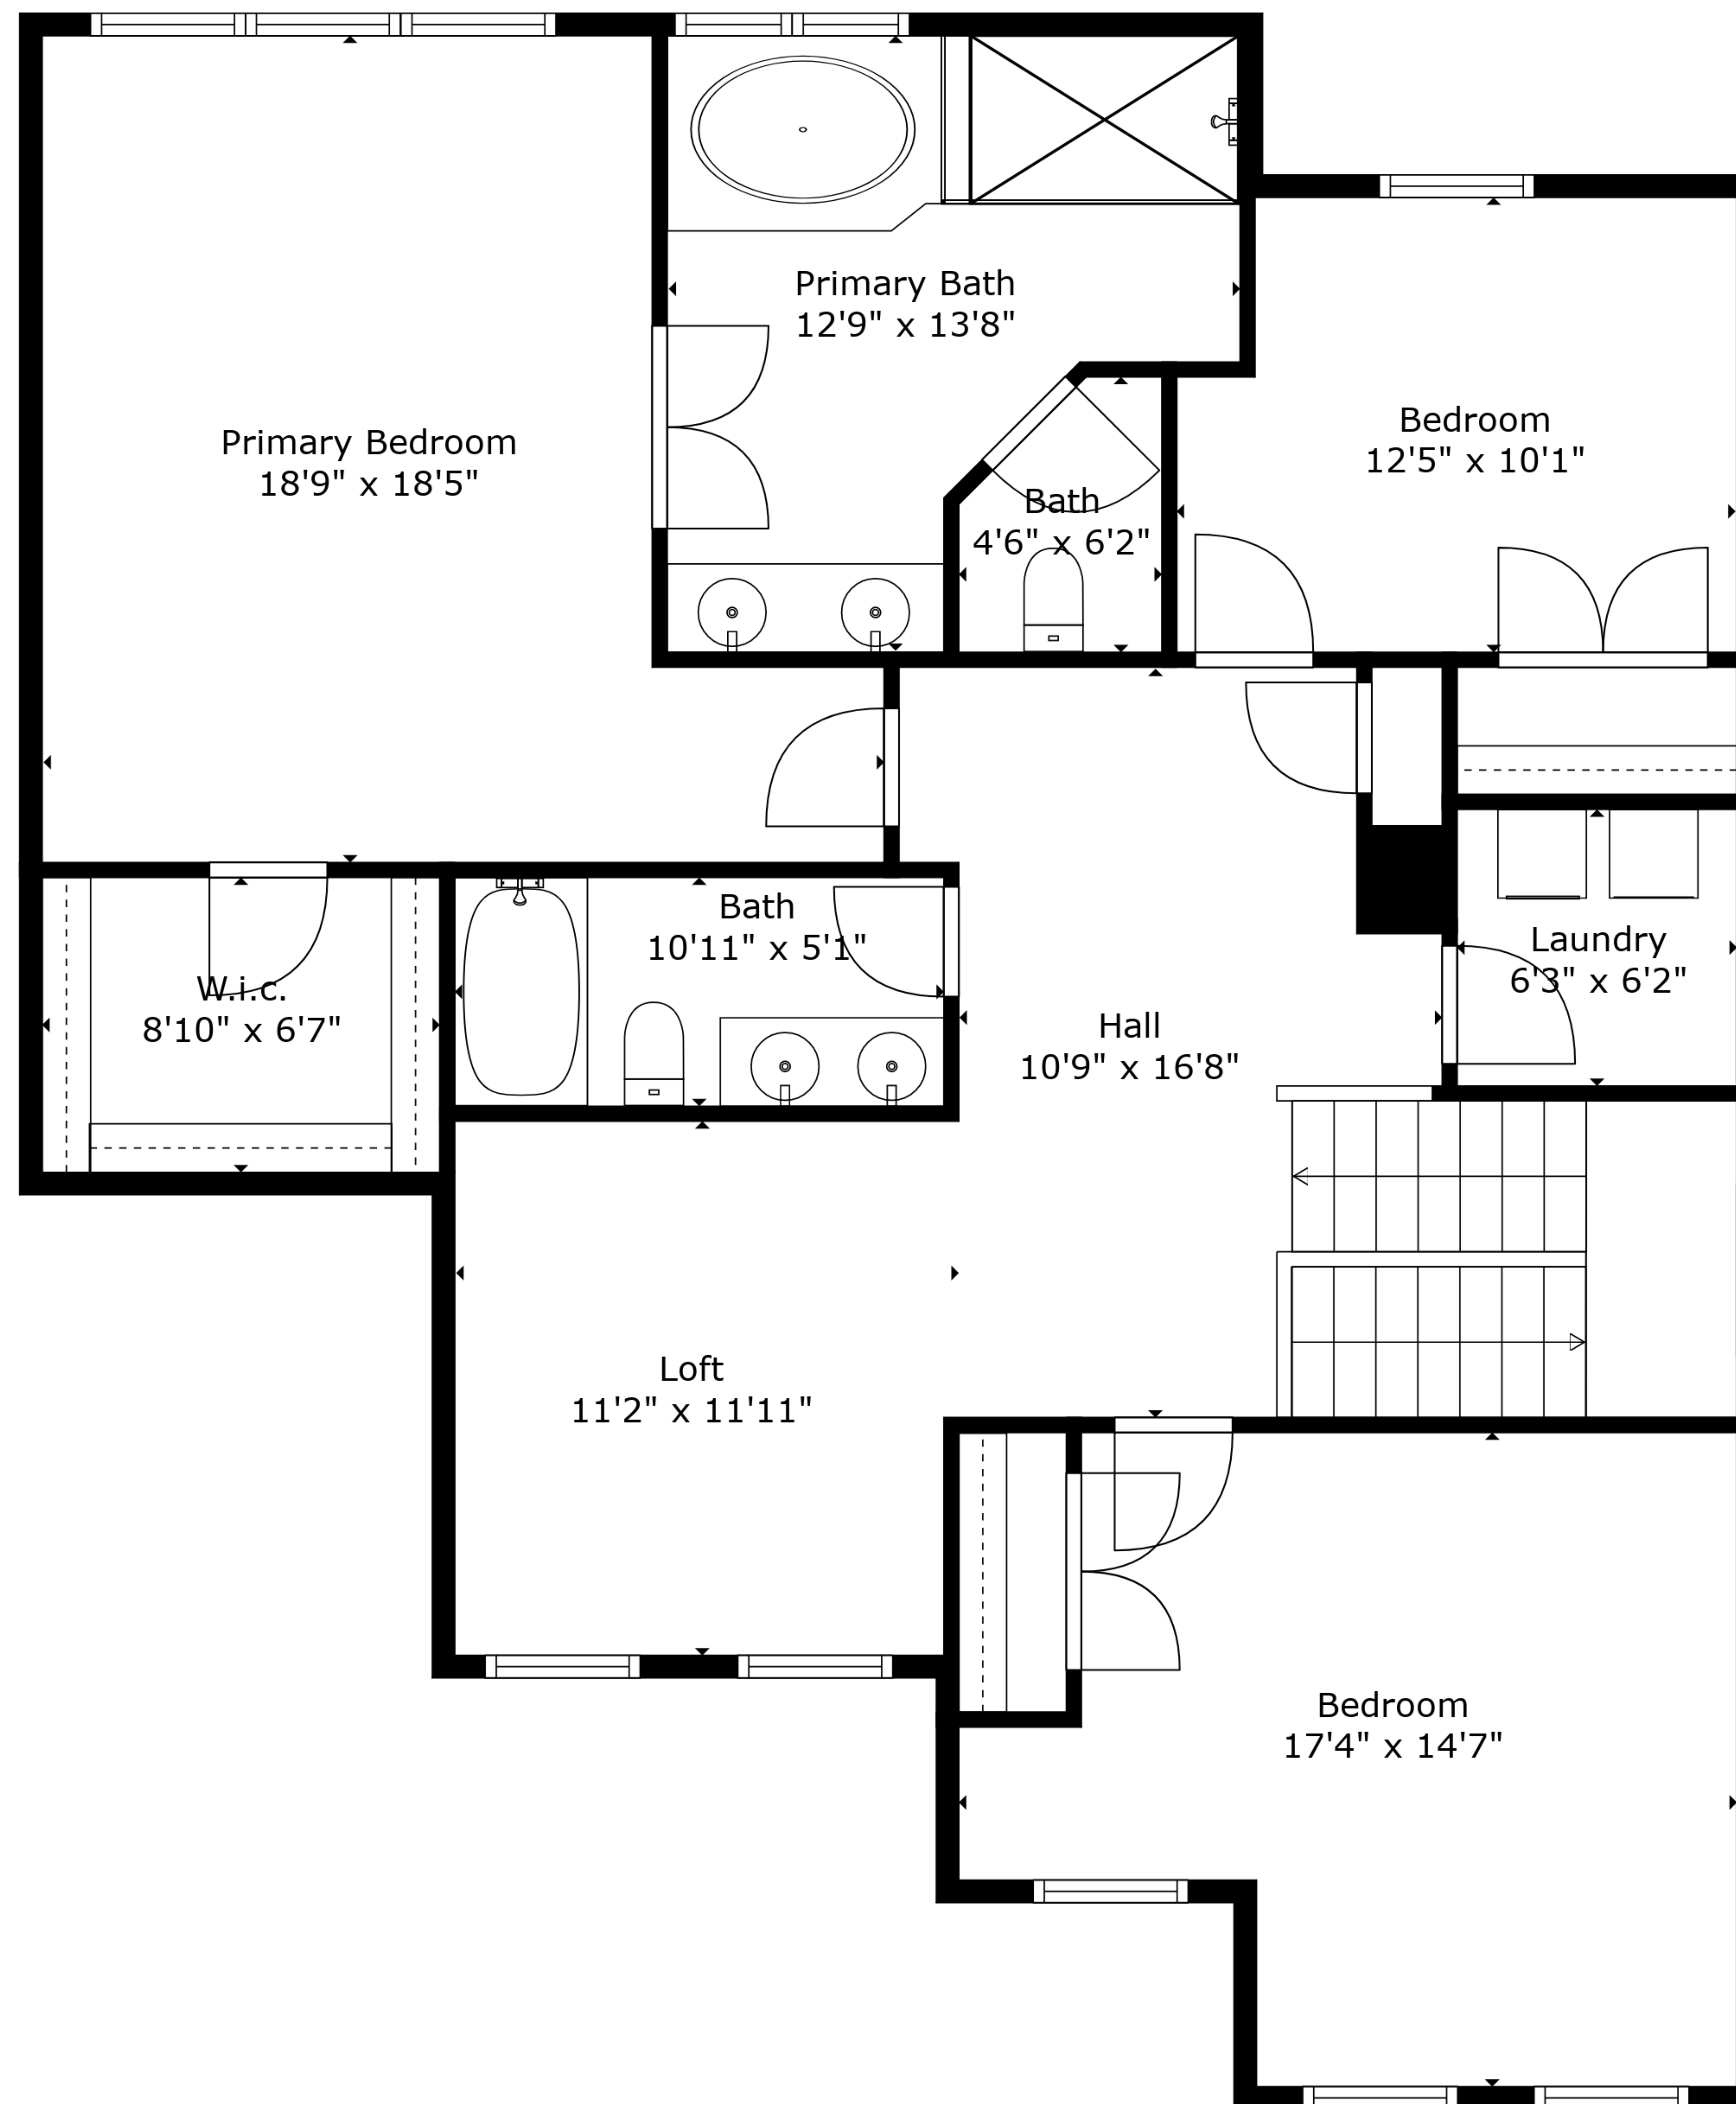 Primary Bath
12'9" x 13'8"
Primary Bedroom
18'9" x 18'5"
Bedroom
12'5" x 10'1"
Bath
4'6" x 6'2"
Bath
10'11" x 5'1"
Laundry
6'3" x 6'2"
W.i.c.
8'10" x 6'7"
Hall
10'9" x 16'8"
Loft
11'2" x 11'11"
Bedroom
17'4" x 14'7"